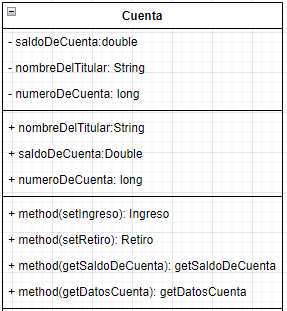 Cuenta
- saldoDeCuenta:double
- nombreDelTitular: String
- numeroDeCuenta: long
+ nombreDelTitular:String
+ saldoDeCuenta:Double
+ numeroDeCuenta: long
+ method(setIngreso): Ingreso
+ method(setRetiro): Retiro
+ method(getSaldoDeCuenta): getSaldoDeCuenta
+ method(getDatosCuenta): getDatosCuenta